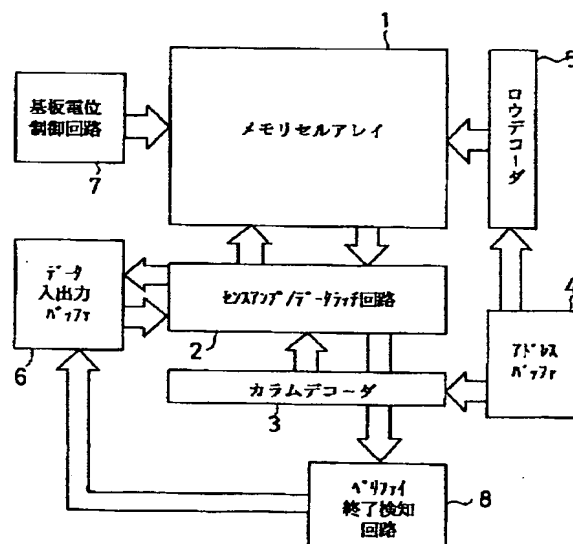 1
メモリセルアレイ
基板電位
制御回路
7
5
ロウデコーダ
データ
入出力
バッファ
6
センスアンプ/データラッチ回路
2
カラムデコーダ
3
4
アドレス
バッファ
ベリファイ
終了検知
回路
8